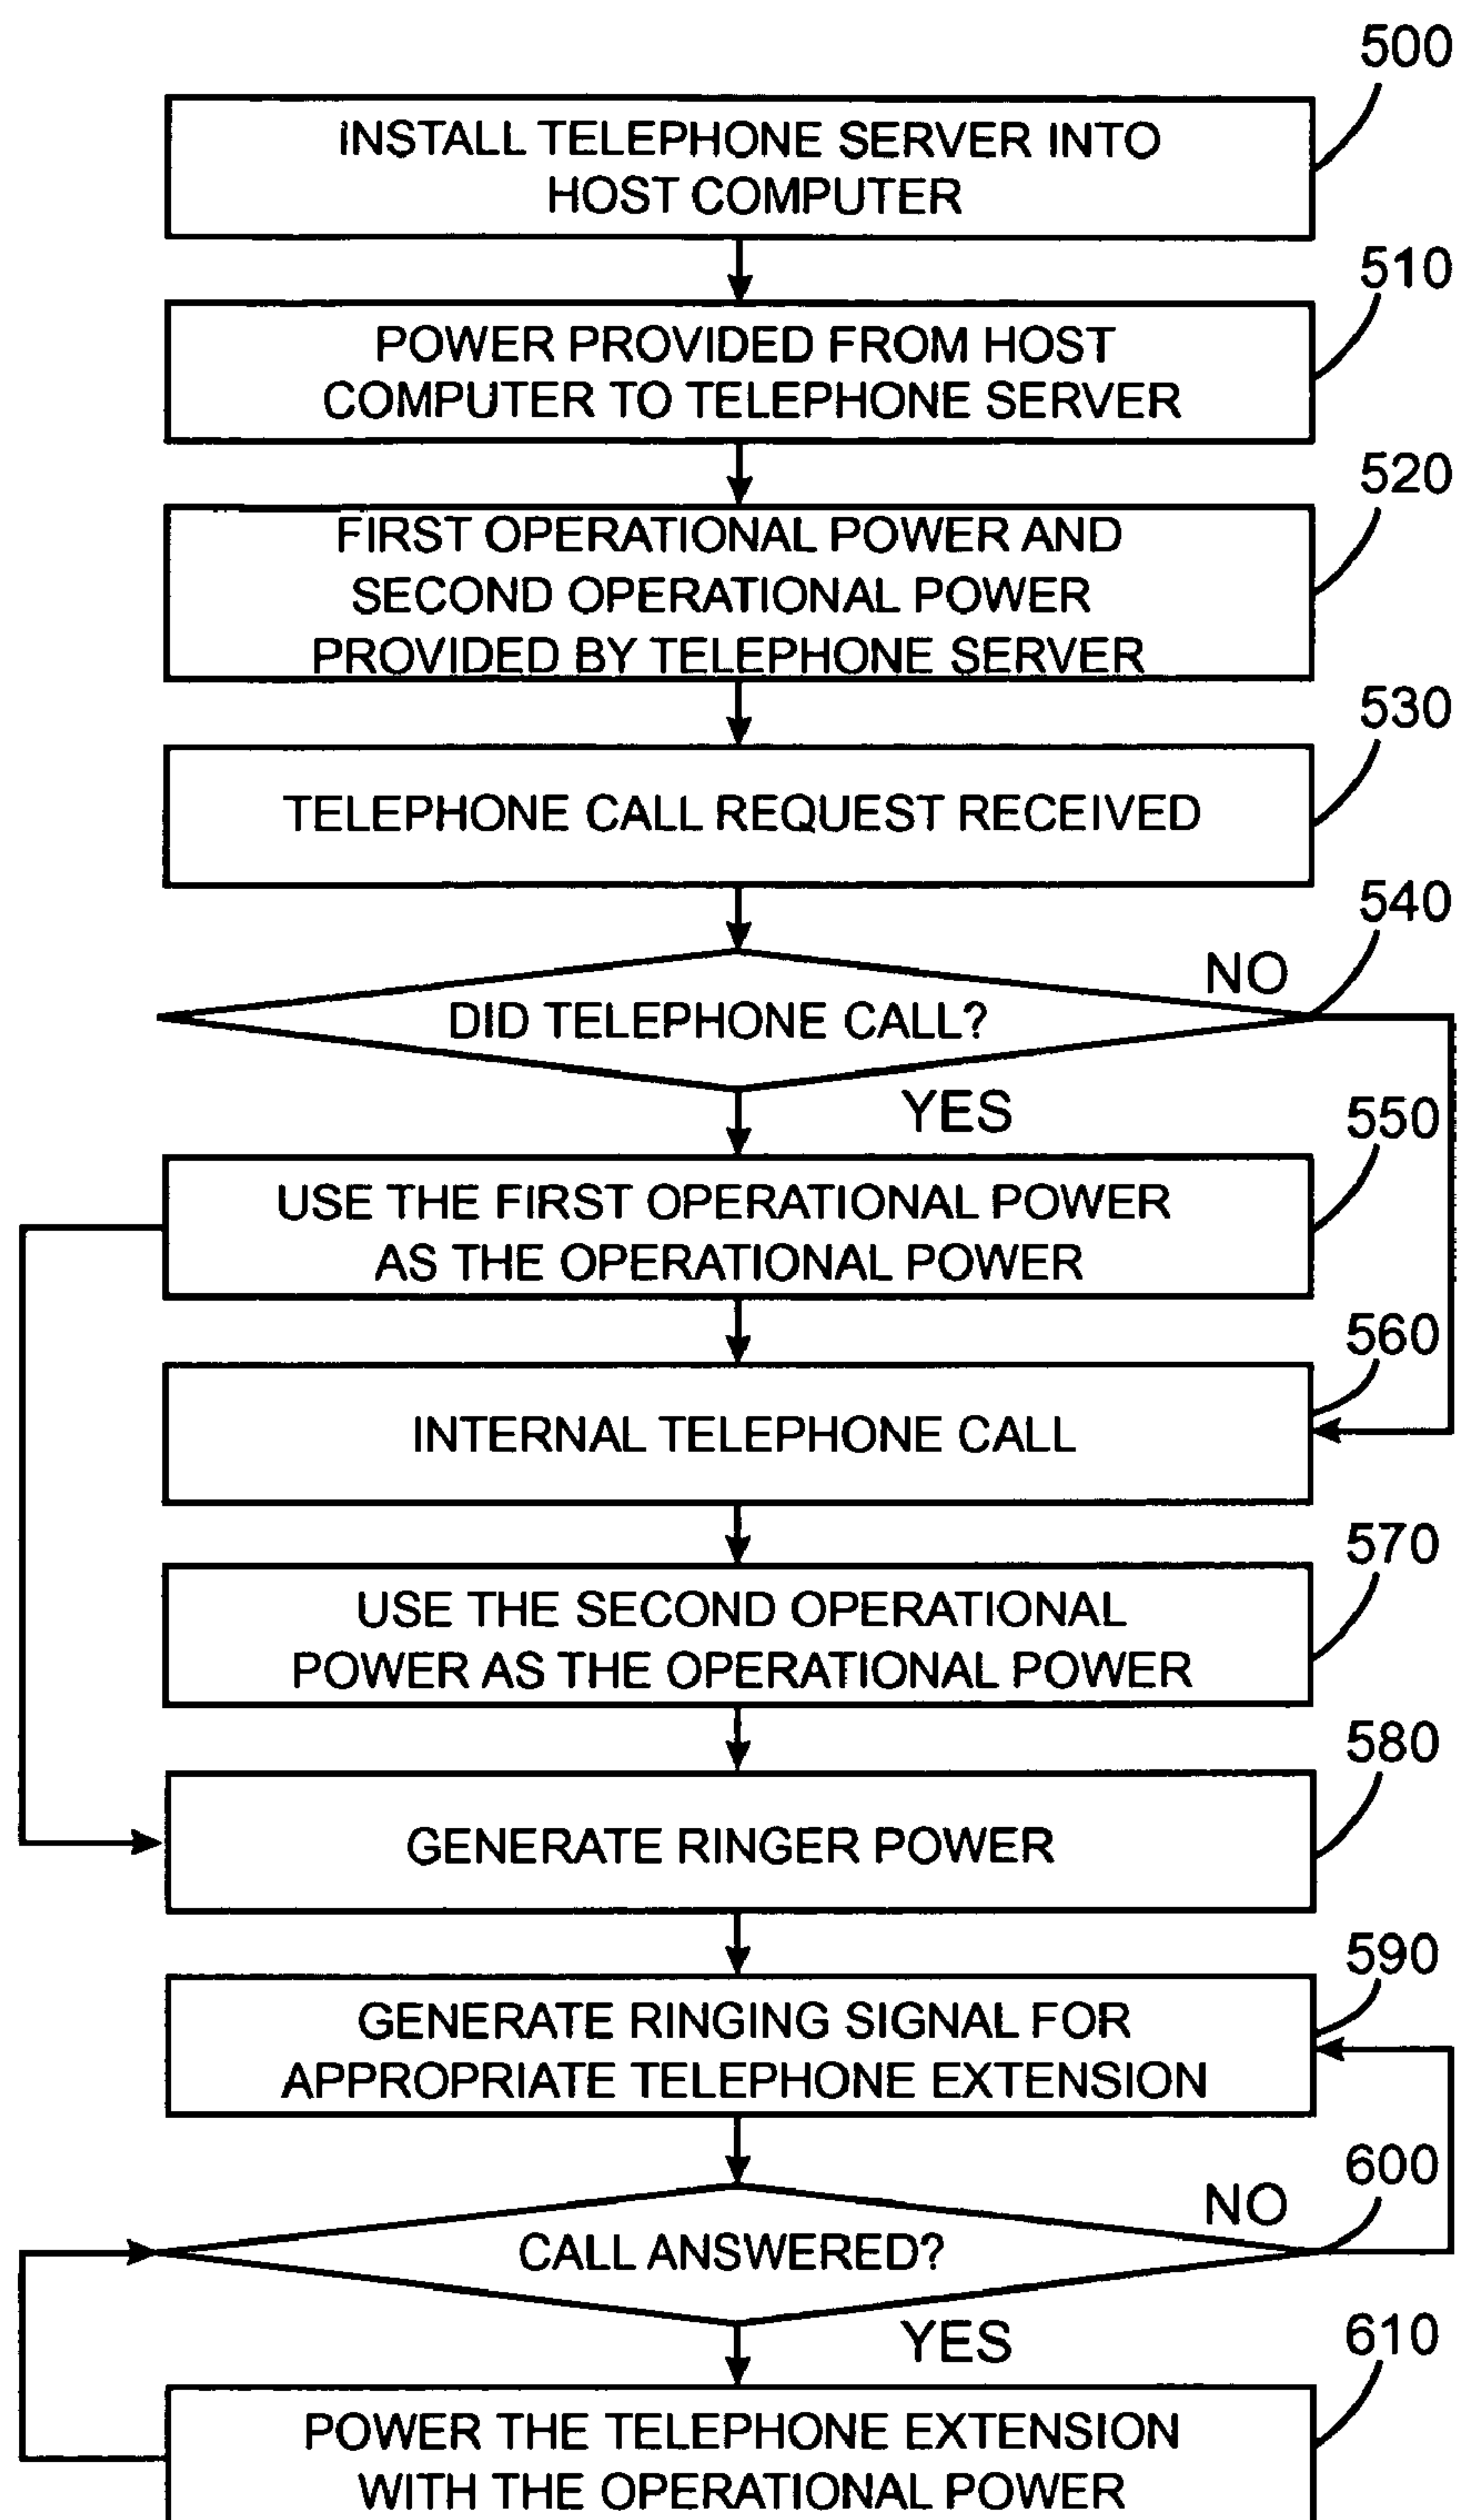 500
INSTALL TELEPHONE SERVER INTO
HOST COMPUTER
510
POWER PROVIDED FROM HOST
COMPUTER TO TELEPHONE SERVER
520
FIRST OPERATIONAL POWER AND
SECOND OPERATIONAL POWER
PROVIDED BY TELEPHONE SERVER
530
TELEPHONE CALL REQUEST RECEIVED
540
NO
DID TELEPHONE CALL?
YES
550
USE THE FIRST OPERATIONAL POWER
AS THE OPERATIONAL POWER
560
INTERNAL TELEPHONE CALL
570
USE THE SECOND OPERATIONAL
POWER AS THE OPERATIONAL POWER
580
GENERATE RINGER POWER
590
GENERATE RINGING SIGNAL FOR
APPROPRIATE TELEPHONE EXTENSION
600
NO
CALL ANSWERED?
YES
610
POWER THE TELEPHONE EXTENSION
WITH THE OPERATIONAL POWER